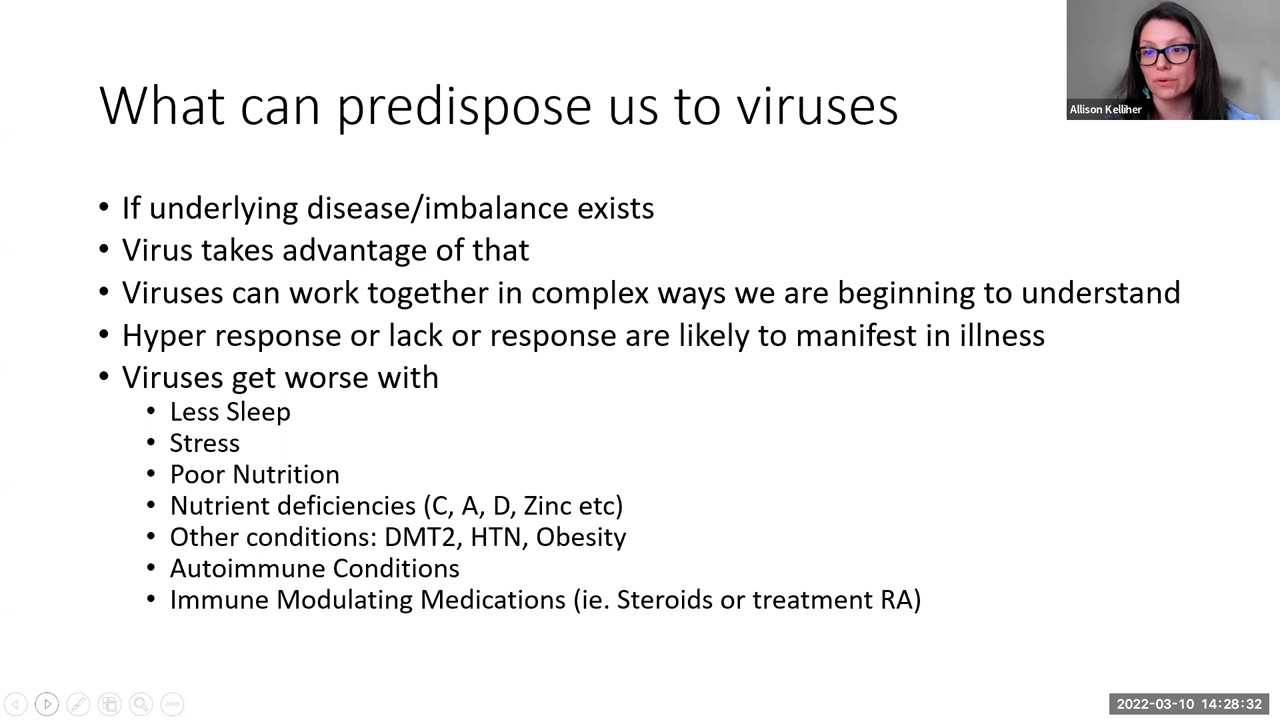 What can predispose us to viruses
Allison Kelliher
• If underlying disease/imbalance exists
• Virus takes advantage of that
• Viruses can work together in complex ways we are beginning to understand
• Hyper response or lack or response are likely to manifest in illness
• Viruses get worse with
• Less Sleep
• Stress
• Poor Nutrition
• Nutrient deficiencies (C, A, D, Zinc etc)
• Other conditions: DMT2, HTN, Obesity
• Autoimmune Conditions
• Immune Modulating Medications (ie. Steroids or treatment RA)
2022-03-10 14:28:32